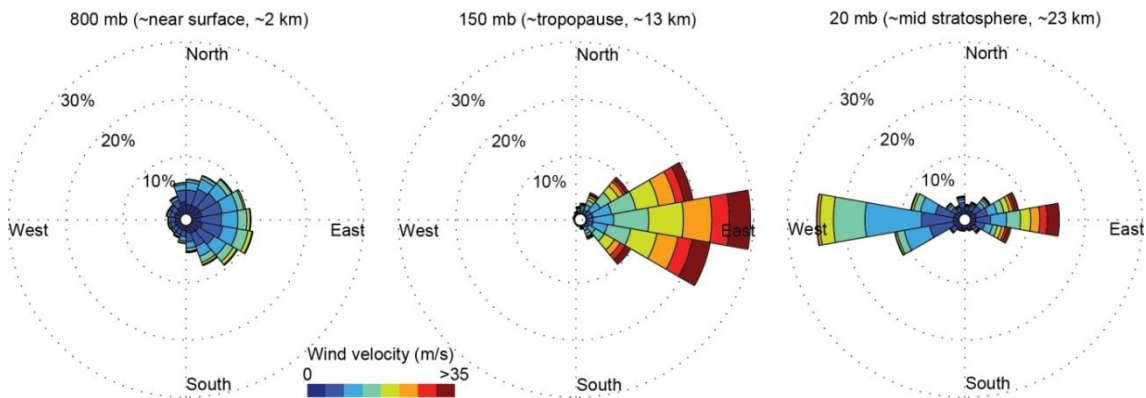 800 mb (~near surface, ~2 km)
North
30%
20%
10%
West
East
South
150 mb (~tropopause, ~13 km)
North
30%
20%
10%
West
East
South
20 mb (~mid stratosphere, ~23 km)
North
30%
20%
10%
West
East
South
Wind velocity (m/s)
0 >35